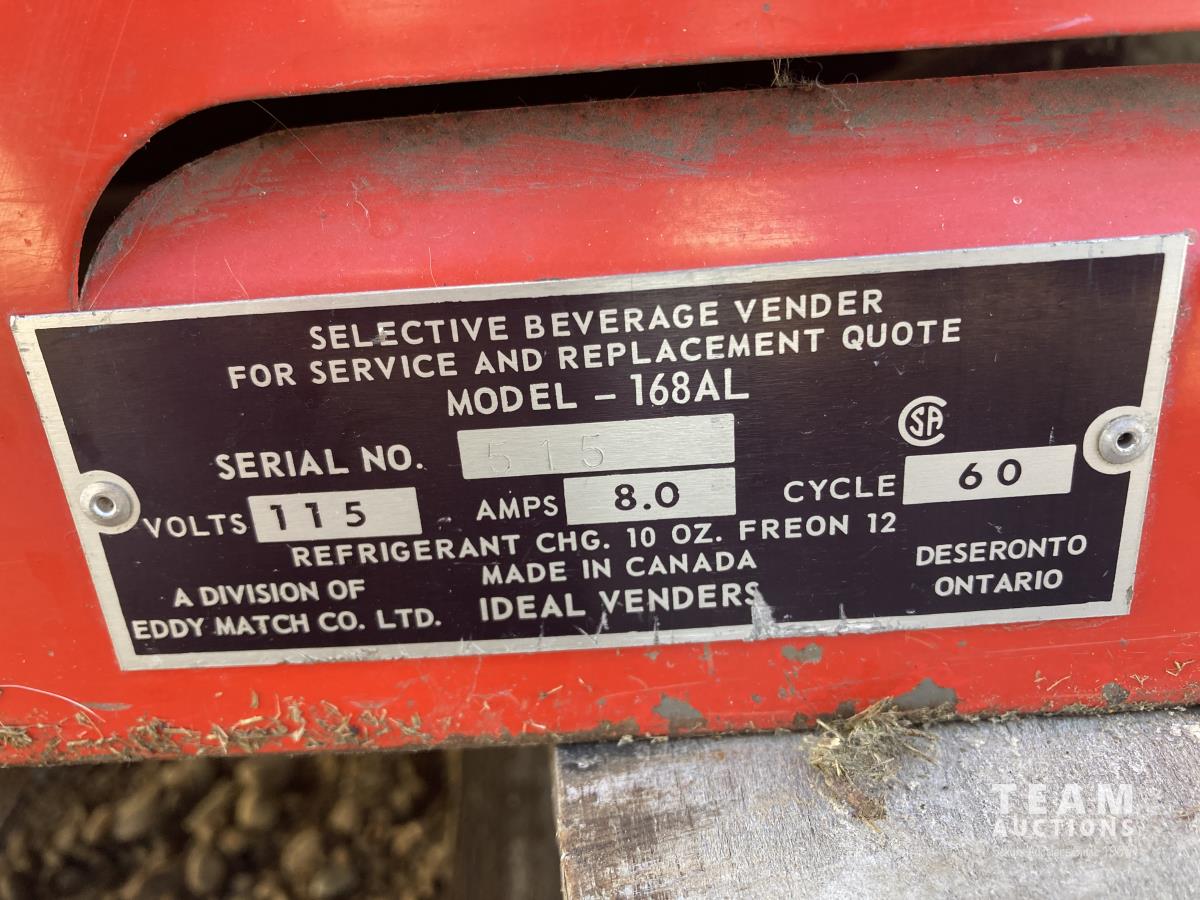 SELECTIVE BEVERAGE VENDER
FOR SERVICE AND REPLACEMENT QUOTE
MODEL - 168AL
SERIAL NO. 515
CSA
VOLTS 115 AMPS 8.0 CYCLE 60
REFRIGERANT CHG. 10 OZ. FREON 12
MADE IN CANADA
A DIVISION OF
EDDY MATCH CO. LTD.
IDEAL VENDERS
DESERONTO
ONTARIO
TEAM
AUCTIONS